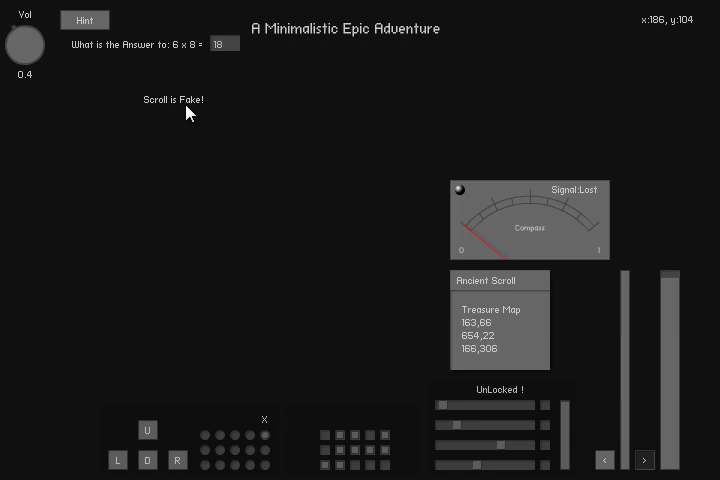 Vol
Hint
A Minimalistic Epic Adventure
x:186, y:104
What is the Answer to: 6 x 8 = 18
0.4
Scroll is Fake!
Signal:Lost
Compass
0 1
Ancient Scroll
Treasure Map
163,66
654,22
166,306
UnLocked !
X
U
L D R
< >